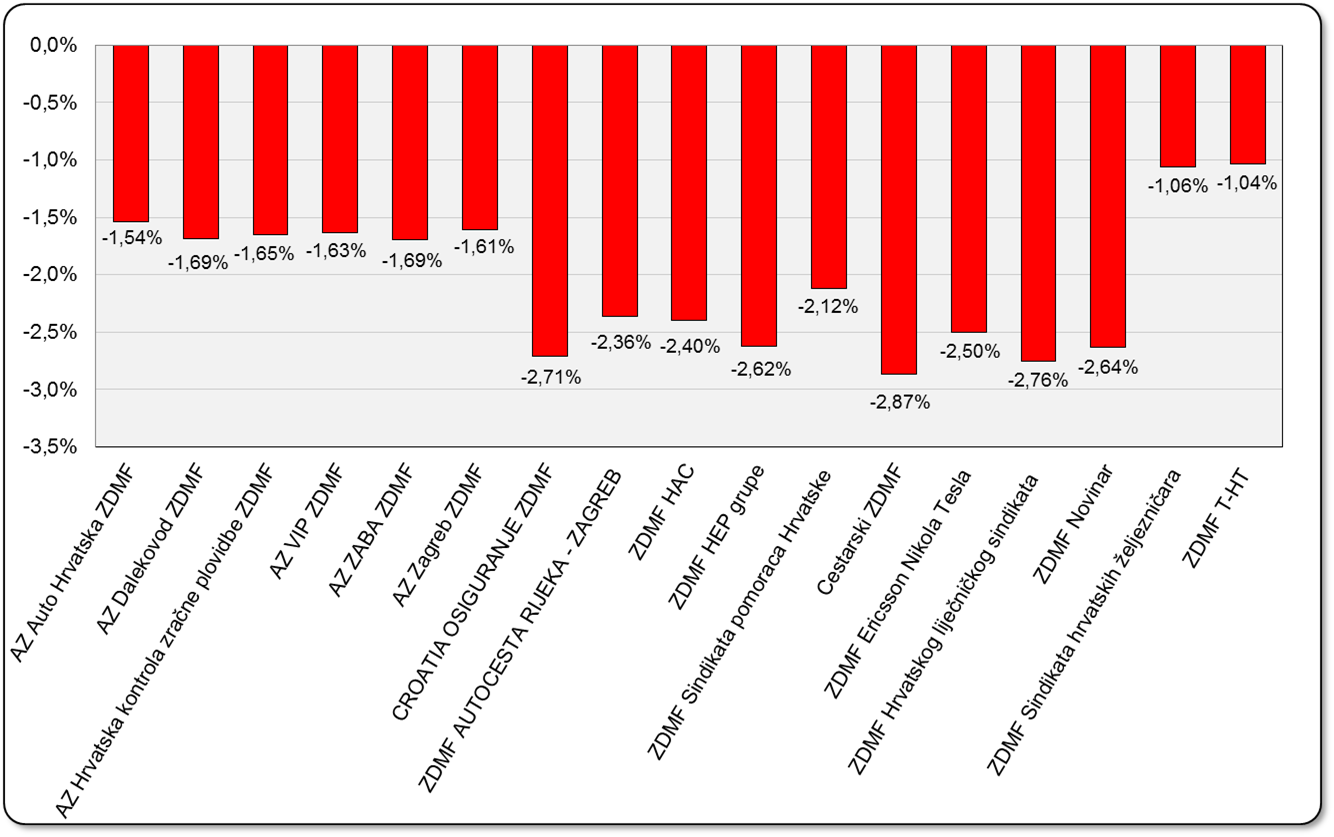 0,0%
-0,5%
-1,0%
-1,5%
-2,0%
-2,5%
-3,0%
-3,5%
-1,54%
-1,69%
-1,65%
-1,63%
-1,69%
-1,61%
-2,71%
-2,36%
-2,40%
-2,62%
-2,12%
-2,87%
-2,50%
-2,76%
-2,64%
-1,06%
-1,04%
AZ Auto Hrvatska ZDMF
AZ Dalekovod ZDMF
AZ Hrvatska kontrola zračne plovidbe ZDMF
AZ VIP ZDMF
AZ ZABA ZDMF
AZ Zagreb ZDMF
CROATIA OSIGURANJE ZDMF
ZDMF AUTOCESTA RIJEKA - ZAGREB
ZDMF HAC
ZDMF HEP grupe
ZDMF Sindikata pomoraca Hrvatske
Cestarski ZDMF
ZDMF Ericsson Nikola Tesla
ZDMF Hrvatskog liječničkog sindikata
ZDMF Novinar
ZDMF Sindikata hrvatskih željezničara
ZDMF T-HT